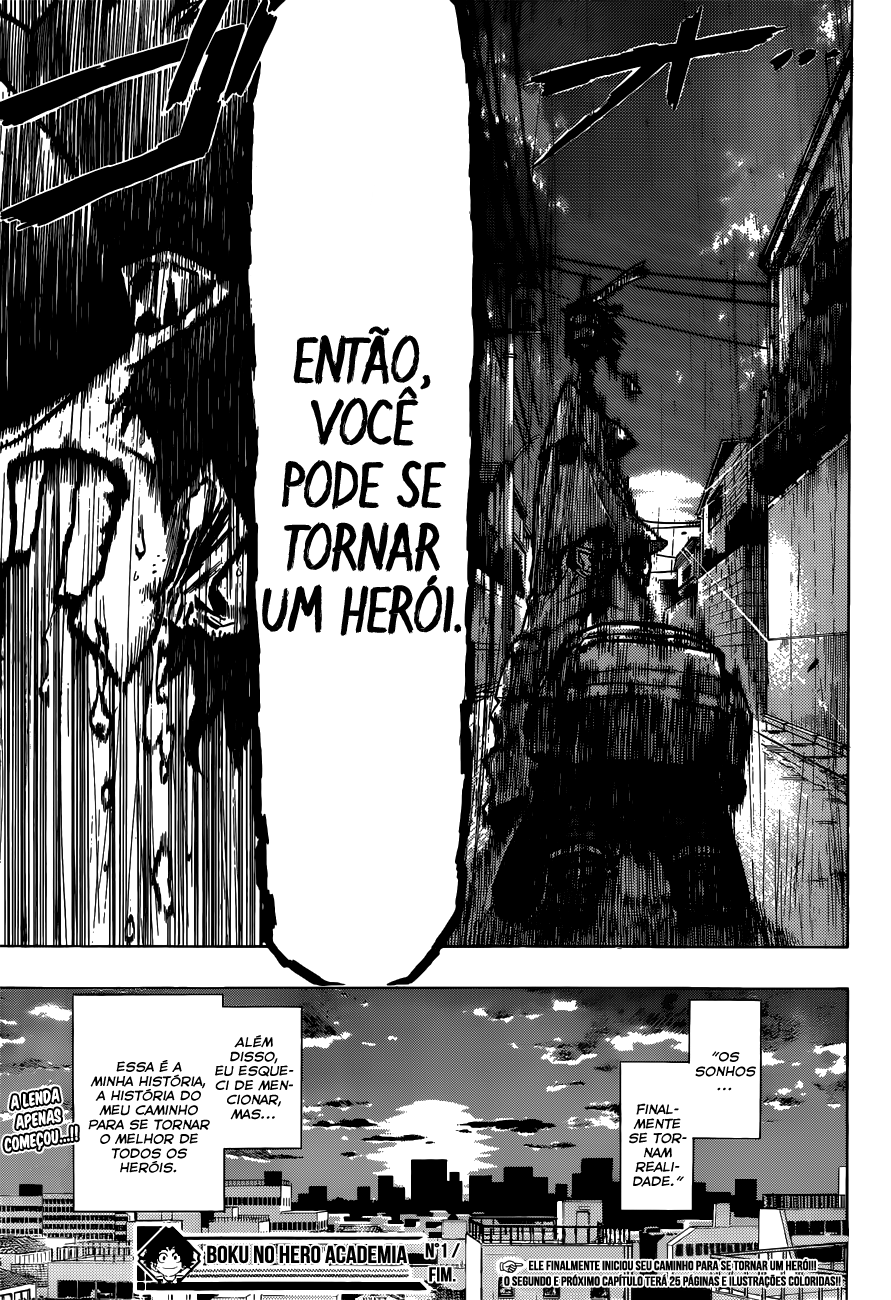 ENTÃO,
VOCÊ
PODE SE
TORNAR
UM HERÓI.
"OS
SONHOS
...
FINAL-
MENTE
SE TOR-
NAM
REALI-
DADE."
ALÉM
DISSO,
EU ESQUE-
CI DE MEN-
CIONAR,
MAS...
ESSA É A
MINHA HISTÓRIA,
A HISTÓRIA DO
MEU CAMINHO
PARA SE TORNAR
O MELHOR DE
TODOS OS
HERÓIS.
A LENDA
APENAS
COMEÇOU...!!
BOKU NO HERO ACADEMIA Nº1 /
FIM.
ELE FINALMENTE INICIOU SEU CAMINHO PARA SE TORNAR UM HERÓI!!
O SEGUNDO E PRÓXIMO CAPÍTULO TERÁ 25 PÁGINAS E ILUSTRAÇÕES COLORIDAS!!